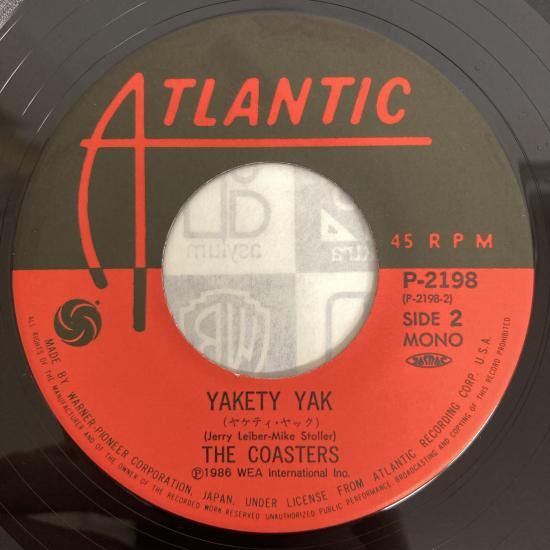 ATLANTIC
45 RPM
P-2198
(P-2198-2)
SIDE 2
MONO
JASRAC
YAKETY YAK
(ヤケティ・ヤック)
(Jerry Leiber-Mike Stoller)
THE COASTERS
Ⓟ1986 WEA International Inc.
MADE BY WARNER-PIONEER CORPORATION, JAPAN, UNDER LICENSE FROM ATLANTIC RECORDING CORP. U.S.A.
ALL RIGHTS OF THE MANUFACTURER AND OF THE OWNER OF THE RECORDED WORK RESERVED UNAUTHORIZED PUBLIC PERFORMANCE BROADCASTING AND COPYING OF THIS RECORD PROHIBITED
asylum